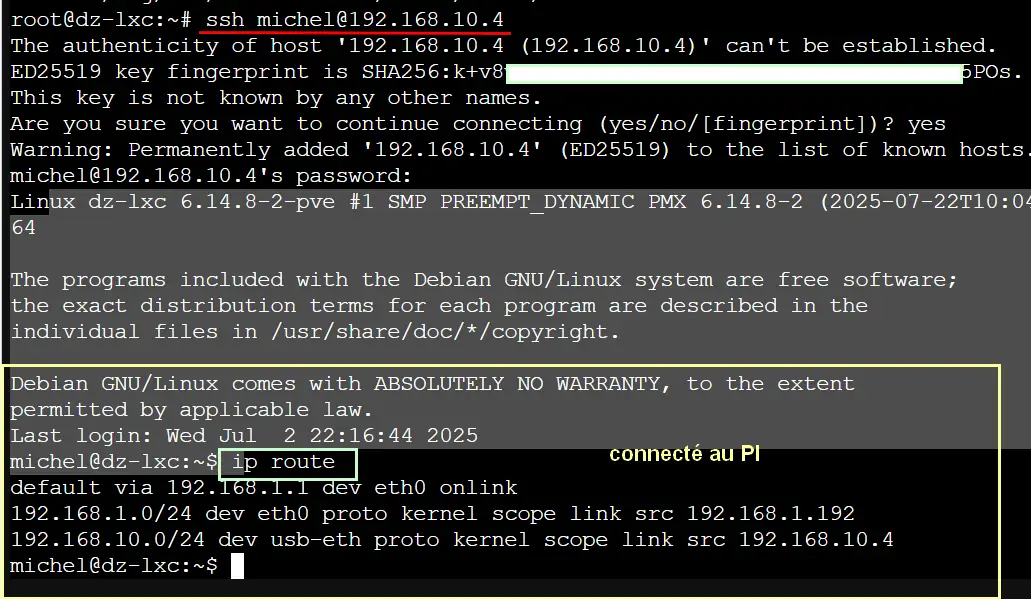 root@dz-lxc:~# ssh michel@192.168.10.4
The authenticity of host '192.168.10.4 (192.168.10.4)' can't be established.
ED25519 key fingerprint is SHA256:k+v8 5POs.
This key is not known by any other names.
Are you sure you want to continue connecting (yes/no/[fingerprint])? yes
Warning: Permanently added '192.168.10.4' (ED25519) to the list of known hosts.
michel@192.168.10.4's password:
Linux dz-lxc 6.14.8-2-pve #1 SMP PREEMPT_DYNAMIC PMX 6.14.8-2 (2025-07-22T10:04
64
The programs included with the Debian GNU/Linux system are free software;
the exact distribution terms for each program are described in the
individual files in /usr/share/doc/*/copyright.
Debian GNU/Linux comes with ABSOLUTELY NO WARRANTY, to the extent
permitted by applicable law.
Last login: Wed Jul  2 22:16:44 2025
michel@dz-lxc:~$ ip route
connecté au PI
default via 192.168.1.1 dev eth0 onlink
192.168.1.0/24 dev eth0 proto kernel scope link src 192.168.1.192
192.168.10.0/24 dev usb-eth proto kernel scope link src 192.168.10.4
michel@dz-lxc:~$